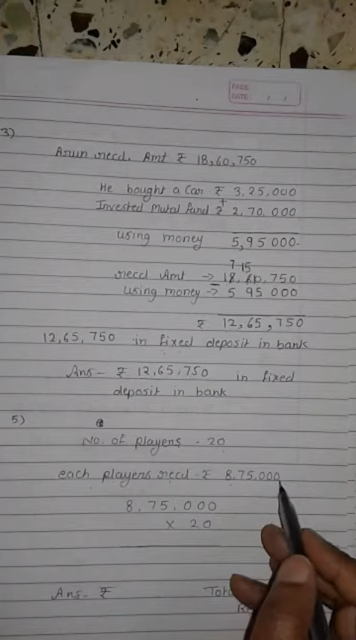 PAGE
DATE / /
3)
Arun recd. Amt ₹ 18,60,750
He bought a Car ₹ 3,25,000
+
Invested Mutal Fund ₹ 2,70,000
using money 5,95000.
7 15
recd Amt → 18,60,750
using money → 5 95 000
₹ 12,65,750
12,65,750 in fixed deposit in bank
Ans- ₹ 12,65,750 in fixed
deposit in bank
5)
No. of players - 20
each players recd - ₹ 8,75,000
8,75,000
x 20
Ans- ₹